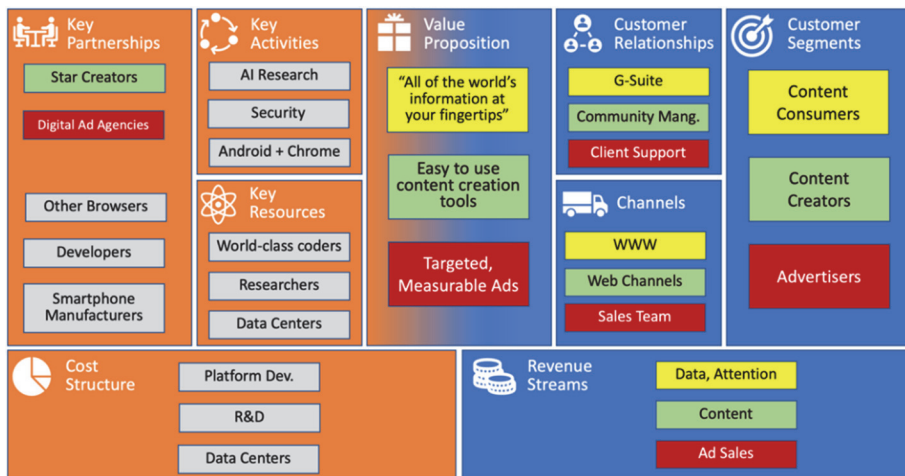 Key
Partnerships
Star Creators
Digital Ad Agencies
Other Browsers
Developers
Smartphone
Manufacturers
Key
Activities
AI Research
Security
Android + Chrome
Key
Resources
World-class coders
Researchers
Data Centers
Value
Proposition
“All of the world’s
information at
your fingertips”
Easy to use
content creation
tools
Targeted,
Measurable Ads
Customer
Relationships
G-Suite
Community Mang.
Client Support
Channels
WWW
Web Channels
Sales Team
Customer
Segments
Content
Consumers
Content
Creators
Advertisers
Cost
Structure
Platform Dev.
R&D
Data Centers
Revenue
Streams
Data, Attention
Content
Ad Sales